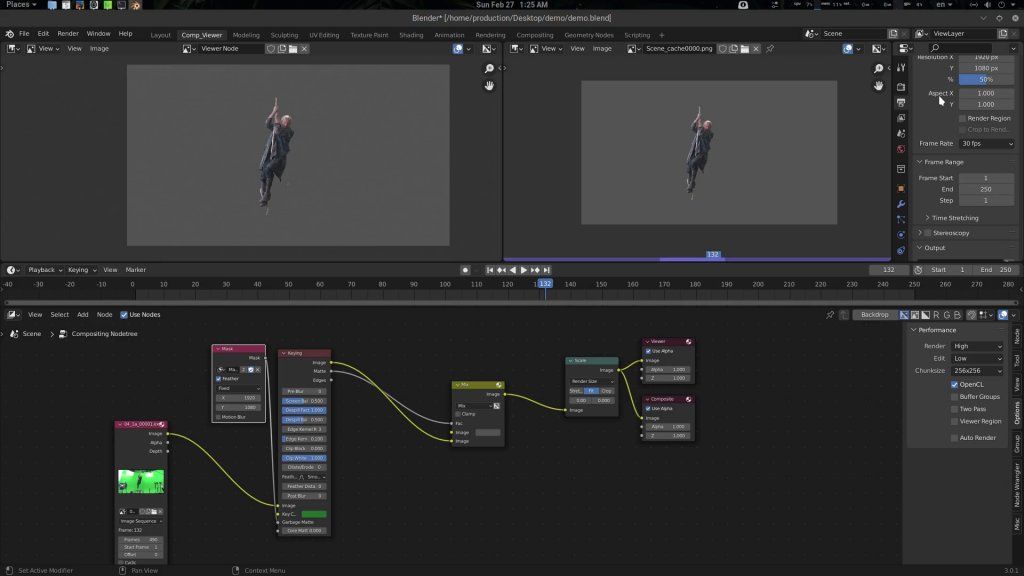 Places
Sun Feb 27 1:25 AM
en
Blender* [/home/production/Desktop/demo/demo.blend]
File Edit Render Window Help
Layout Comp_Viewer Modeling Sculpting UV Editing Texture Paint Shading Animation Rendering Compositing Geometry Nodes Scripting +
Scene
ViewLayer
View Image Viewer Node
View View Image Scene_cache0000.png
Resolution X 1920 px
Y 1080 px
% 50%
Aspect X 1.000
Y 1.000
Render Region
Crop to Rend..
Frame Rate 30 fps
Frame Range
Frame Start 1
End 250
Step 1
Time Stretching
Stereoscopy
Output
132
Playback Keying View Marker
132 Start 1 End 250
-40 -30 -20 -10 0 10 20 30 40 50 60 70 80 90 100 110 120 132 140 150 160 170 180 190 200 210 220 230 240 250 260 270 280
View Select Add Node Use Nodes
Backdrop R G B
Scene Compositing Nodetree
Mask
Mask
Ma..
Feather
Fixed
X 1920
Y 1080
Motion Blur
Keying
Image
Matte
Edges
Pre Blur 0
Screen Bal 0.500
Despill Fact 1.000
Despill Bal 0.500
Edge Kernel R 3
Edge Kern 0.100
Clip Black 0.000
Clip White 1.000
Dilate/Erode 0
Feath.. Smo..
Feather Dista 0
Post Blur 0
Image
Key C..
Garbage Matte
Core Matt 0.000
04_1a_00001.ex
Image
Alpha
Depth
0..
Image Sequence
Frame: 132
Frames 490
Start Frame 1
Offset 0
Cyclic
Mix
Image
Mix
Clamp
Fac
Image
Image
Scale
Image
Render Size
Stret.. Fit Crop
0.00 0.000
Image
Viewer
Use Alpha
Image
Alpha 1.000
Z 1.000
Composite
Use Alpha
Image
Alpha 1.000
Z 1.000
Performance
Render High
Edit Low
Chunksize 256x256
OpenCL
Buffer Groups
Two Pass
Viewer Region
Auto Render
Node
Tool
View
Options
Group
Node Wrangler
Misc
Set Active Modifier Pan View Context Menu
3.0.1